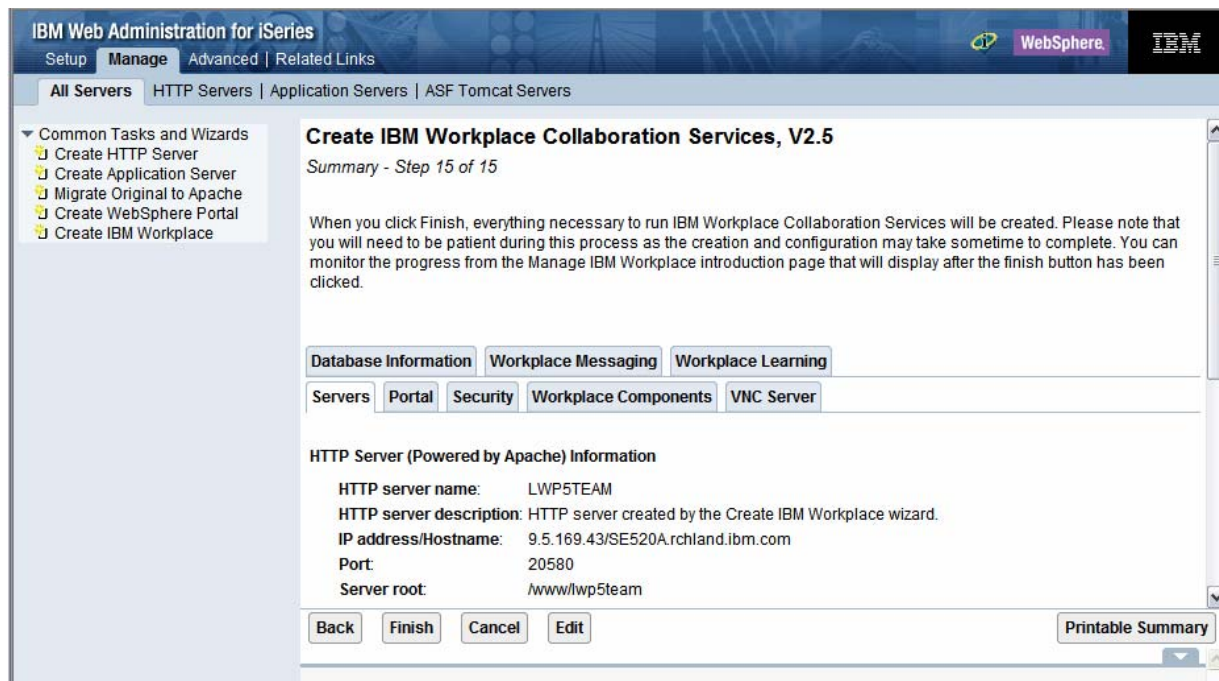 IBM Web Administration for iSeries
Setup Manage Advanced | Related Links
WebSphere.
IBM
All Servers HTTP Servers | Application Servers | ASF Tomcat Servers
Common Tasks and Wizards
Create HTTP Server
Create Application Server
Migrate Original to Apache
Create WebSphere Portal
Create IBM Workplace
Create IBM Workplace Collaboration Services, V2.5
Summary - Step 15 of 15
When you click Finish, everything necessary to run IBM Workplace Collaboration Services will be created. Please note that
you will need to be patient during this process as the creation and configuration may take sometime to complete. You can
monitor the progress from the Manage IBM Workplace introduction page that will display after the finish button has been
clicked.
Database Information Workplace Messaging Workplace Learning
Servers Portal Security Workplace Components VNC Server
HTTP Server (Powered by Apache) Information
HTTP server name: LWP5TEAM
HTTP server description: HTTP server created by the Create IBM Workplace wizard.
IP address/Hostname: 9.5.169.43/SE520A.rchland.ibm.com
Port: 20580
Server root: /www/lwp5team
Back Finish Cancel Edit Printable Summary